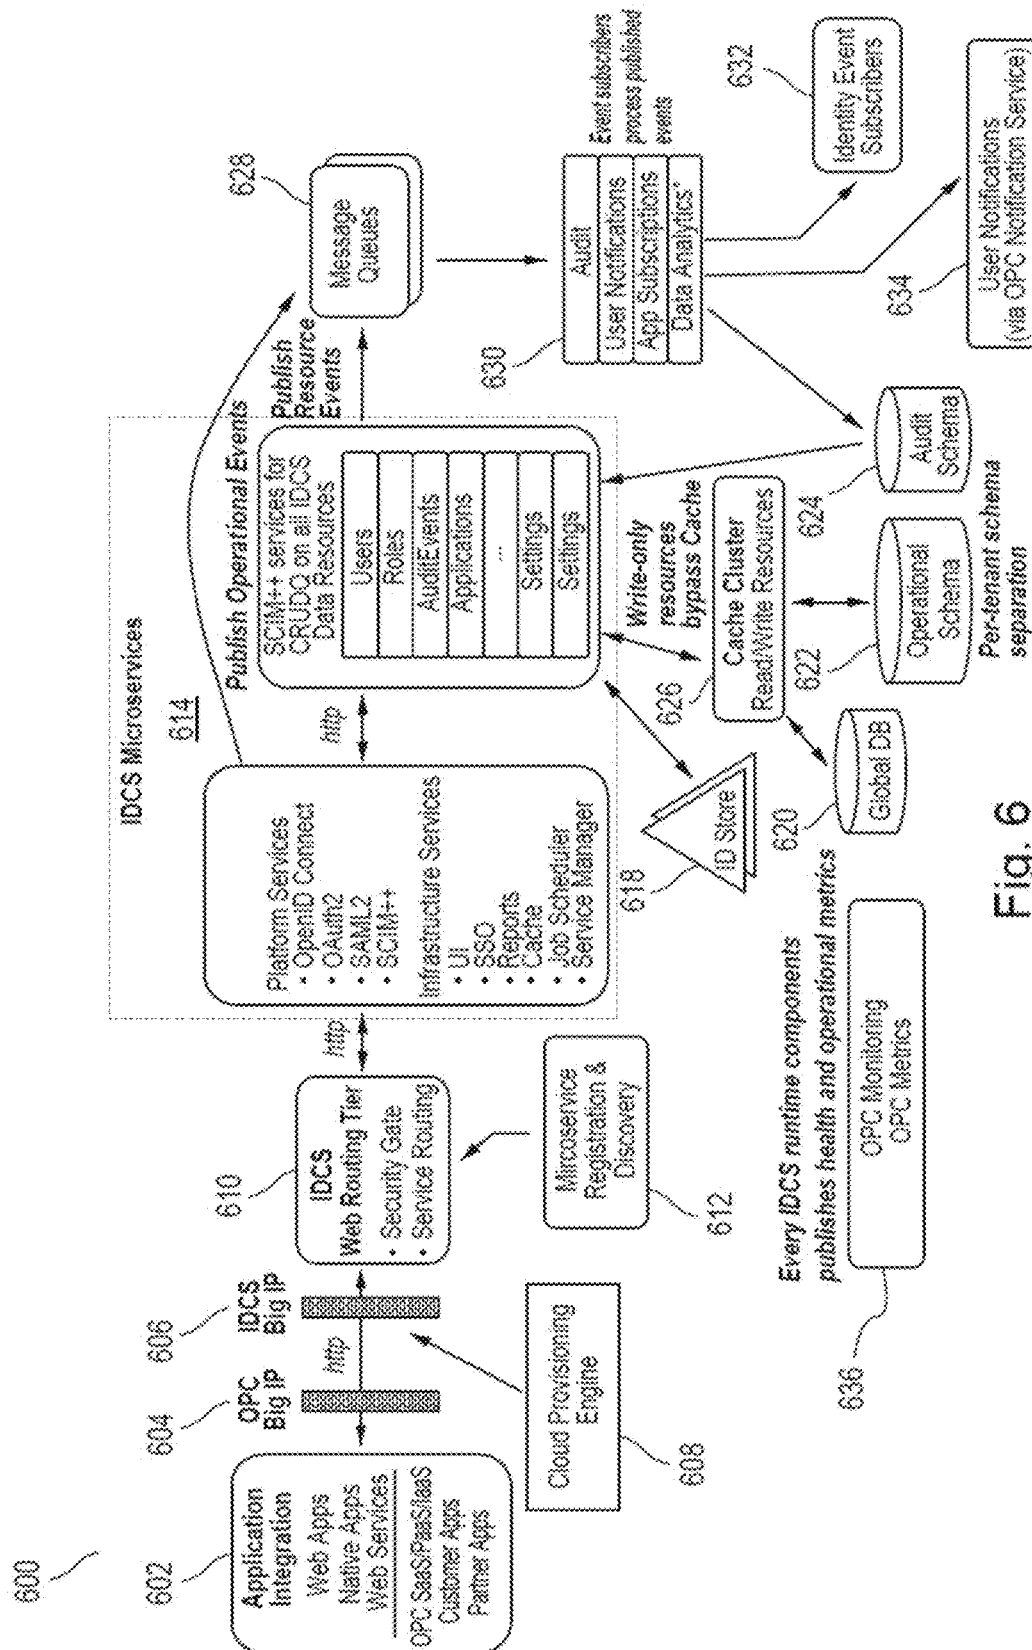 600
602
Application
Integration
Web Apps
Native Apps
Web Services
OPC SaaS/PaaS/IaaS
Customer Apps
Partner Apps
604
OPC
Big IP
http
606
IDCS
Big IP
Cloud Provisioning
Engine
608
610
IDCS
Web Routing Tier
• Security Gate
• Service Routing
Mircoservice
Registration &
Discovery
612
http
IDCS Microservices
614
Platform Services
• OpenID Connect
• OAuth2
• SAML2
• SCIM++
Infrastructure Services
• UI
• SSO
• Reports
• Cache
• Job Scheduler
• Service Manager
http
Publish Operational Events
SCIM++ services for
CRUDQ on all IDCS
Data Resources
Users
Roles
AuditEvents
Applications
...
Settings
Settings
Publish
Resource
Events
628
Message
Queues
630
Audit
User Notifications
App Subscriptions
Data Analytics*
Event subscribers
process published
events
632
Identity Event
Subscribers
634
User Notifications
(via OPC Notification Service)
618
ID Store
Write-only
resources
bypass Cache
626
Cache Cluster
Read/Write Resources
620
Global DB
622
Operational
Schema
624
Audit
Schema
Per-tenant schema
separation
Every IDCS runtime components
publishes health and operational metrics
OPC Monitoring
OPC Metrics
636
Fig. 6